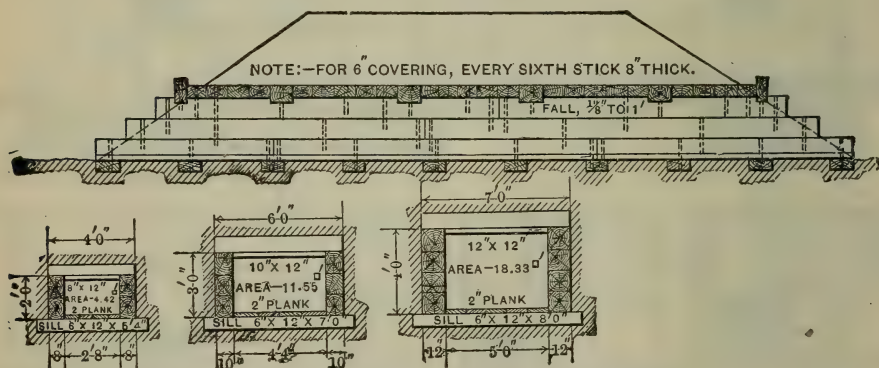 NOTE:—FOR 6" COVERING, EVERY SIXTH STICK 8" THICK.
FALL, 1/8" TO 1'
4'0"
2'0"
8" X 12"
AREA—4.42 □'
2 PLANK
SILL 6" X 12" X
8"
2'8"
8"
6'0"
3'0"
10" X 12"
AREA—11.55 □'
2" PLANK
SILL 6" X 12" X 7'0"
10"
4'4"
10"
7'0"
4'0"
12" X 12"
AREA—18.33 □'
2" PLANK
SILL 6" X 12" X 8'0"
12"
5'0"
12"